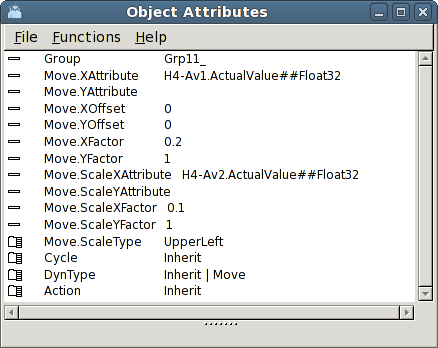 Object Attributes
File Functions Help
Group Grp11_
Move.XAttribute H4-Av1.ActualValue##Float32
Move.YAttribute
Move.XOffset 0
Move.YOffset 0
Move.XFactor 0.2
Move.YFactor 1
Move.ScaleXAttribute H4-Av2.ActualValue##Float32
Move.ScaleYAttribute
Move.ScaleXFactor 0.1
Move.ScaleYFactor 1
Move.ScaleType UpperLeft
Cycle Inherit
DynType Inherit | Move
Action Inherit